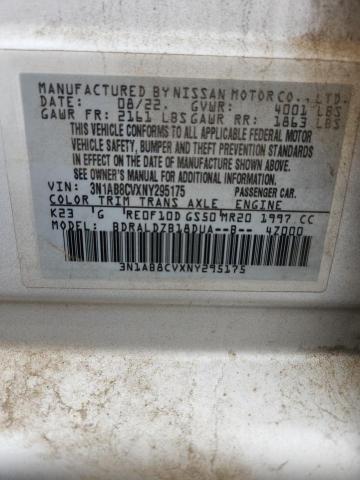 MANUFACTURED BY NISSAN MOTOR CO., LTD.
DATE: 08/22. GVWR: 4001 LBS
GAWR FR: 2161 LBS GAWR RR: 1863 LBS
THIS VEHICLE CONFORMS TO ALL APPLICABLE FEDERAL MOTOR
VEHICLE SAFETY, BUMPER AND THEFT PREVENTION STANDARDS
IN EFFECT ON THE DATE OF MANUFACTURE SHOWN ABOVE.
SEE OWNER'S MANUAL FOR ADDITIONAL INFORMATION
VIN: 3N1AB8CVXNY295175 PASSENGER CAR.
COLOR TRIM TRANS AXLE ENGINE
K23 G RE0F10D GS50 MR20 1997 CC
MODEL: BDRALDZB18DUA--B-- 4Z000
3N1AB8CVXNY295175